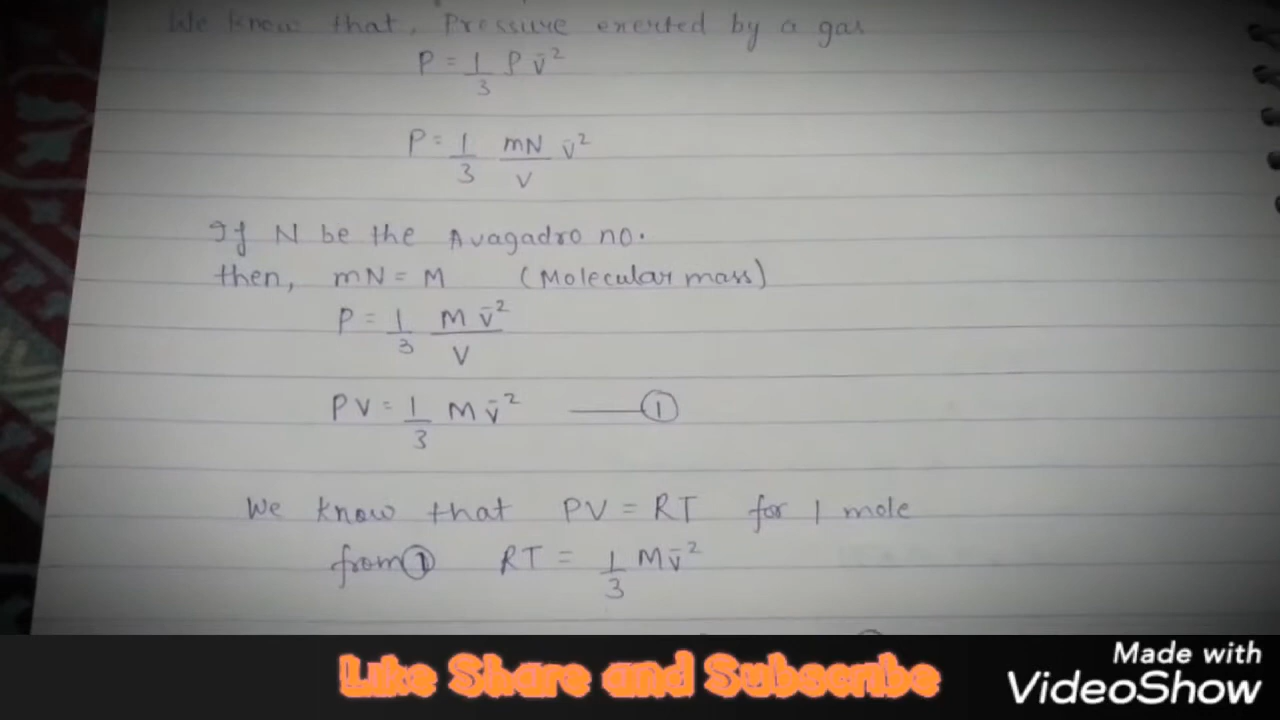 We know that, Pressure exerted by a gas
P = 1/3 ρ v̄²
P = 1/3 mN/V v̄²
If N be the Avagadro no.
then, mN = M (Molecular mass)
P = 1/3 M v̄²/V
PV = 1/3 M v̄² —— ①
We know that PV = RT for 1 mole
from ① RT = 1/3 M v̄²
Like Share and Subscribe
Made with
VideoShow